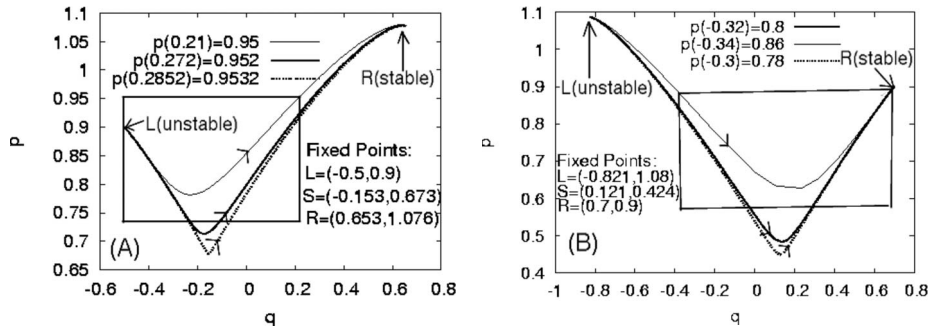 1.1
1.05
1
0.95
0.9
0.85
0.8
0.75
0.7
0.65
p
p(0.21)=0.95
p(0.272)=0.952
p(0.2852)=0.9532
R(stable)
L(unstable)
Fixed Points:
L=(-0.5,0.9)
S=(-0.153,0.673)
R=(0.653,1.076)
(A)
-0.6 -0.4 -0.2 0 0.2 0.4 0.6 0.8
q
1.1
1
0.9
0.8
0.7
0.6
0.5
0.4
p
p(-0.32)=0.8
p(-0.34)=0.86
p(-0.3)=0.78
R(stable)
L(unstable)
Fixed Points:
L=(-0.821,1.08)
S=(0.121,0.424)
R=(0.7,0.9)
(B)
-1 -0.8 -0.6 -0.4 -0.2 0 0.2 0.4 0.6 0.8
q